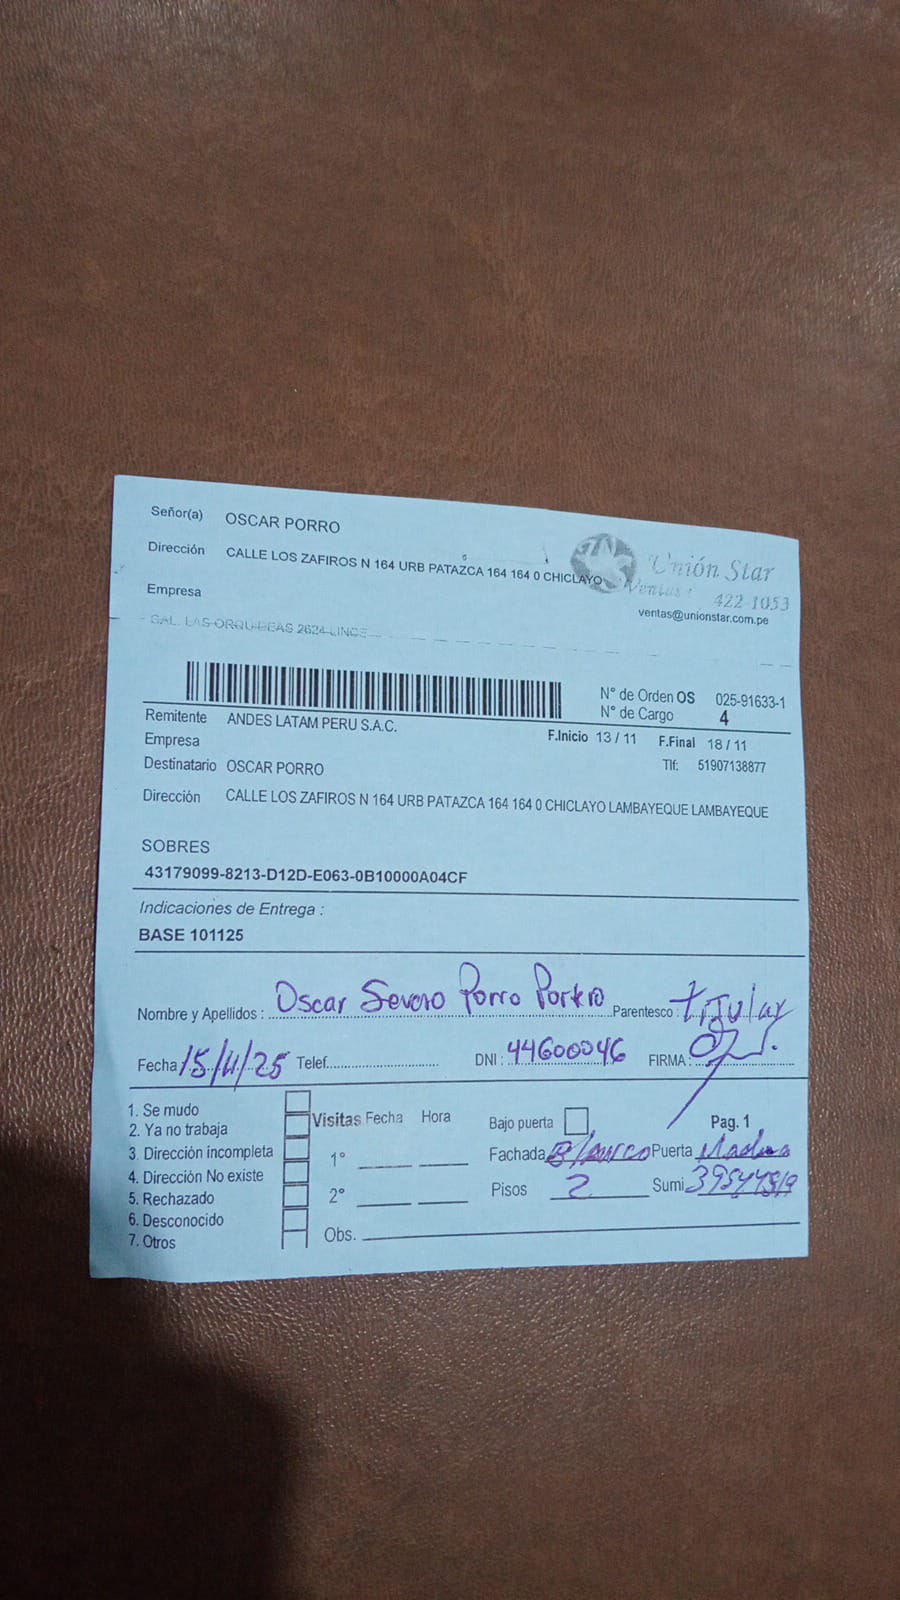 Señor(a) OSCAR PORRO
Dirección CALLE LOS ZAFIROS N 164 URB PATAZCA 164 164 0 CHICLAYO
Unión Star
Ventas: 422-1053
ventas@unionstar.com.pe
Empresa
GAL. LAS ORQUIDEAS 2624 LINCE
N° de Orden OS 025-91633-1
N° de Cargo 4
Remitente ANDES LATAM PERU S.A.C.
F.Inicio 13 / 11 F.Final 18 / 11
Empresa
Tlf: 51907138877
Destinatario OSCAR PORRO
Dirección CALLE LOS ZAFIROS N 164 URB PATAZCA 164 164 0 CHICLAYO LAMBAYEQUE LAMBAYEQUE
SOBRES
43179099-8213-D12D-E063-0B10000A04CF
Indicaciones de Entrega :
BASE 101125
Nombre y Apellidos : Oscar Severo Porro Parentesco : titular
Fecha 15/11/25 Telef. DNI : 44600046 FIRMA :
1. Se mudo
2. Ya no trabaja
3. Dirección incompleta
4. Dirección No existe
5. Rechazado
6. Desconocido
7. Otros
Visitas Fecha Hora
1°
2°
Obs.
Bajo puerta Pag. 1
Fachada Blanco Puerta Madera
Pisos 2 Sumi